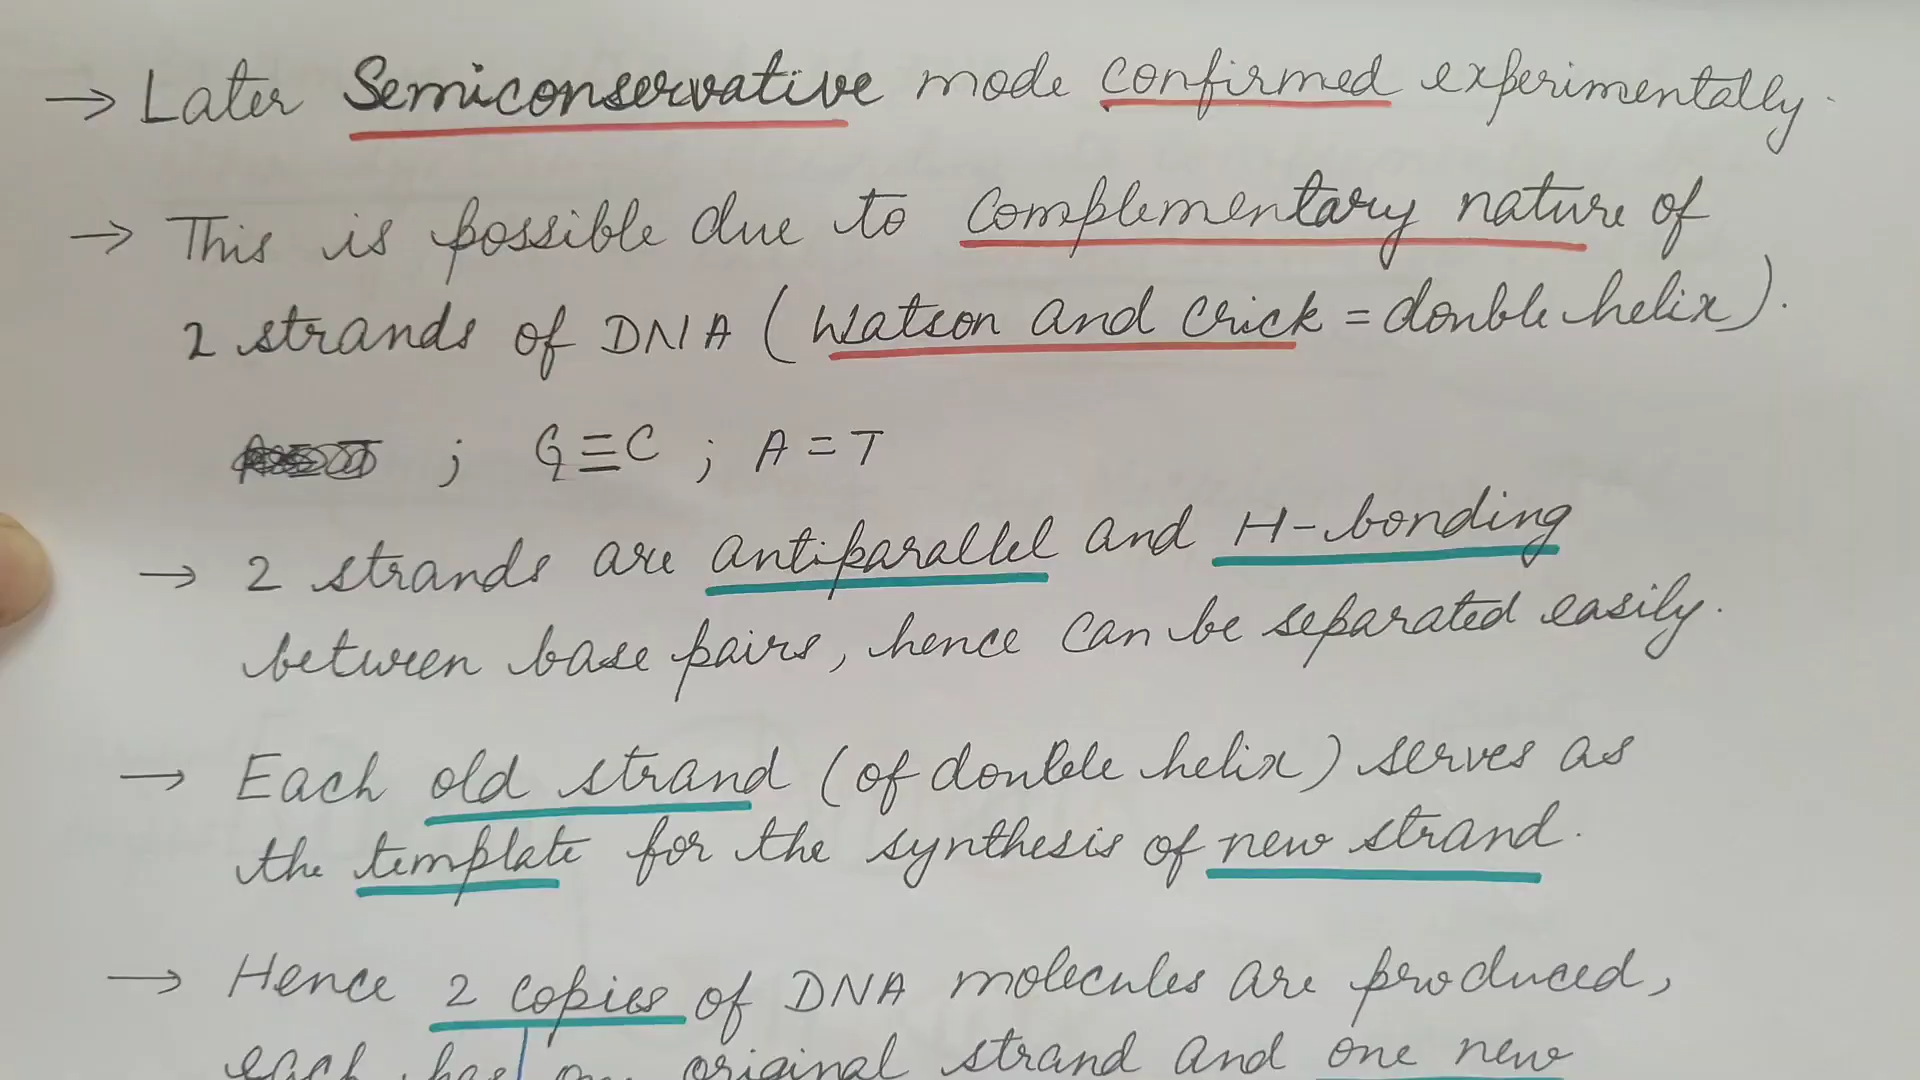 → Later Semiconservative mode confirmed experimentally.
→ This is possible due to complementary nature of
2 strands of DNA (Watson and Crick = double helix).
; G≡C ; A=T
→ 2 strands are antiparallel and H-bonding
between base pairs, hence can be separated easily.
→ Each old strand (of double helix) serves as
the template for the synthesis of new strand.
→ Hence 2 copies of DNA molecules are produced,
each has one original strand and one new